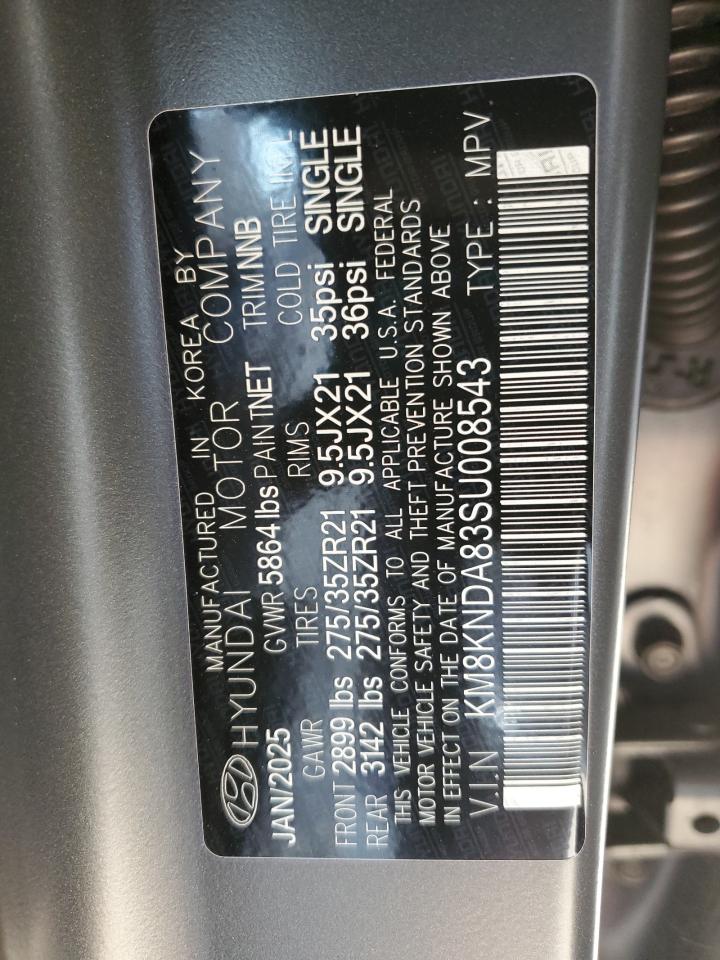 MANUFACTURED IN KOREA BY
HYUNDAI MOTOR COMPANY
JAN/2025 GVWR 5864 lbs PAINT NET TRIM NNB
GAWR TIRES RIMS COLD TIRE INFL
FRONT 2899 lbs 275/35ZR21 9.5JX21 35psi SINGLE
REAR 3142 lbs 275/35ZR21 9.5JX21 36psi SINGLE
THIS VEHICLE CONFORMS TO ALL APPLICABLE U.S.A. FEDERAL
MOTOR VEHICLE SAFETY AND THEFT PREVENTION STANDARDS
IN EFFECT ON THE DATE OF MANUFACTURE SHOWN ABOVE
V.I.N KM8KNDA83SU008543 TYPE : MPV